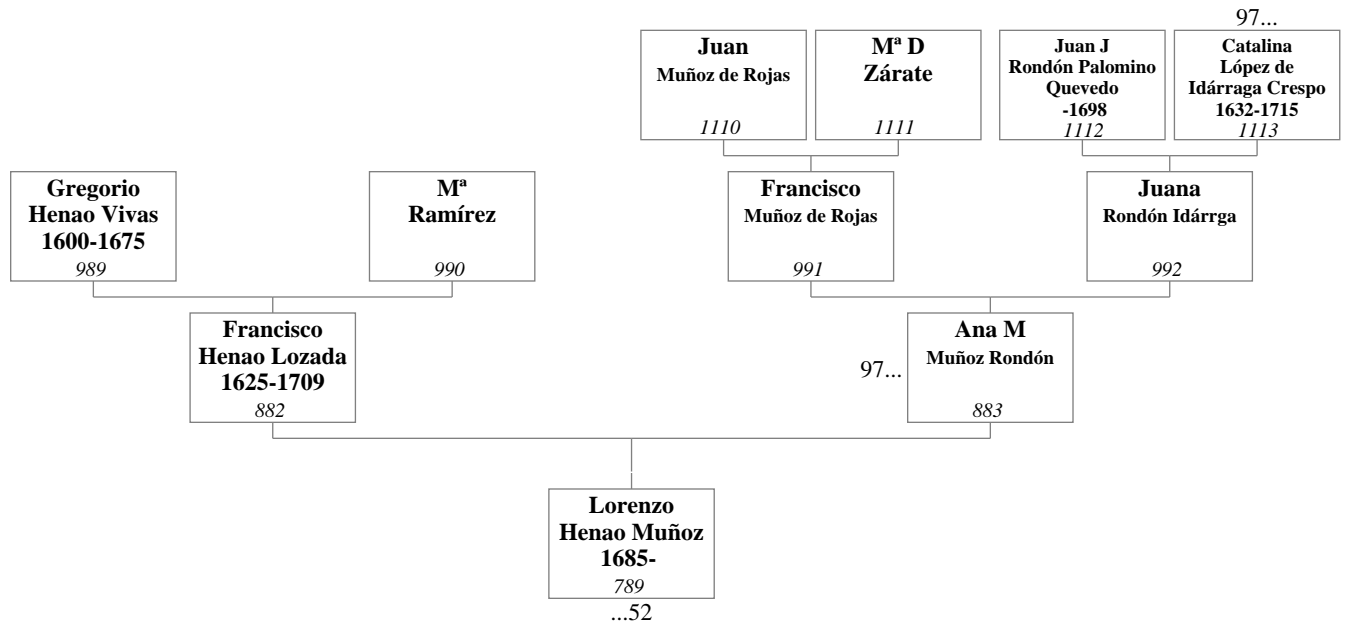 97...
Juan
Muñoz de Rojas
1110
Mª D
Zárate
1111
Juan J
Rondón Palomino
Quevedo
-1698
1112
Catalina
López de
Idárraga Crespo
1632-1715
1113
Gregorio
Henao Vivas
1600-1675
989
Mª
Ramírez
990
Francisco
Muñoz de Rojas
991
Juana
Rondón Idárrga
992
Francisco
Henao Lozada
1625-1709
882
97...
Ana M
Muñoz Rondón
883
Lorenzo
Henao Muñoz
1685-
789
...52